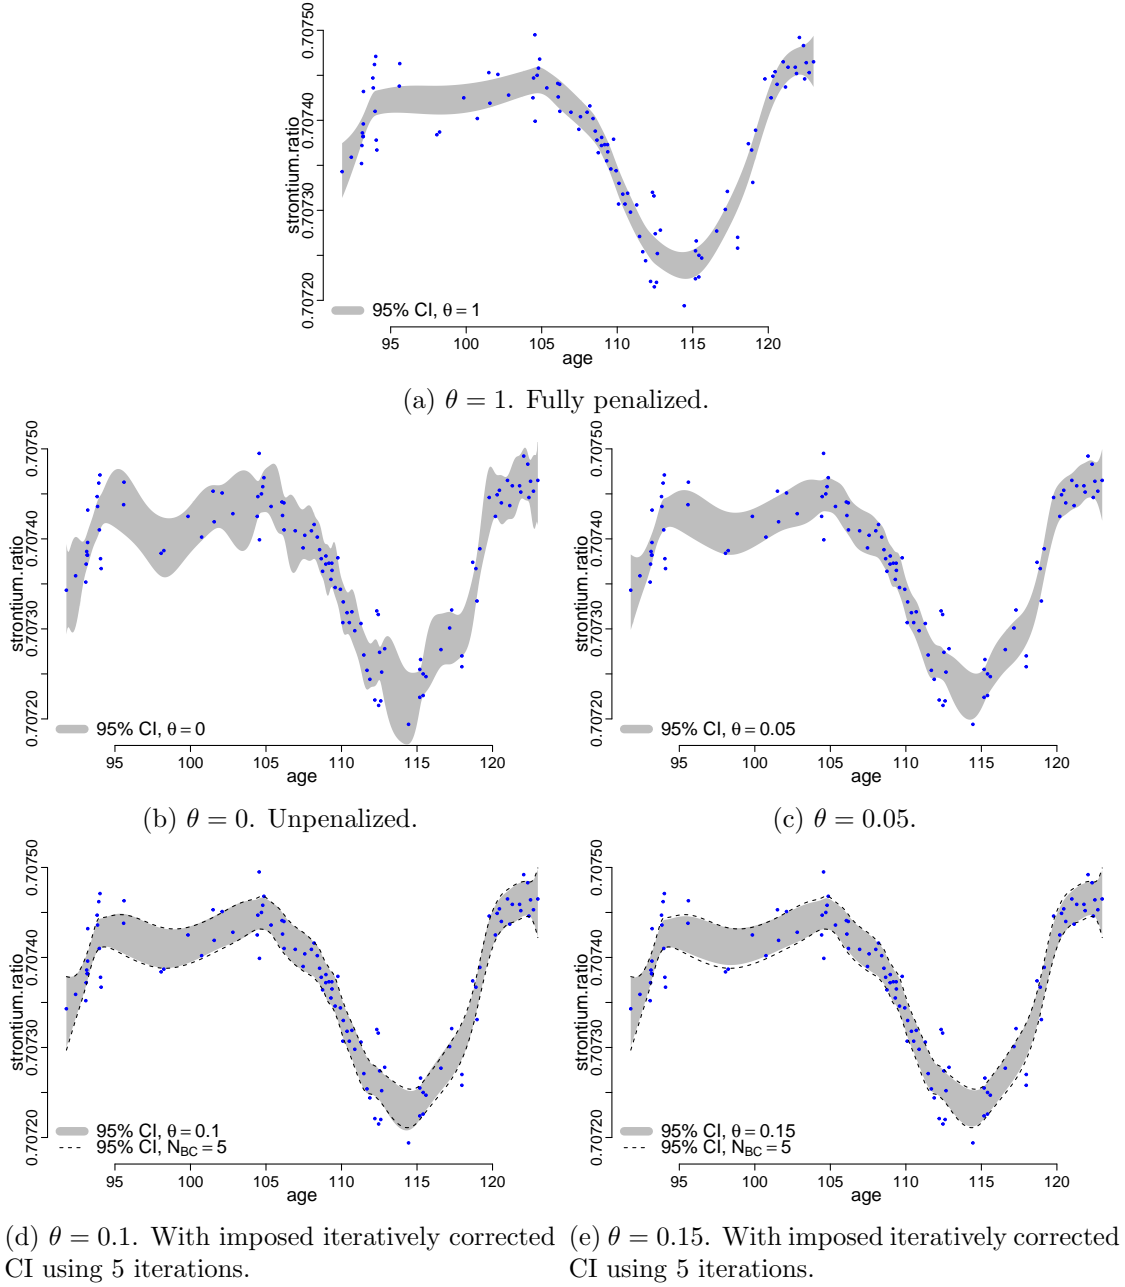 0.70750
0.70740
0.70730
0.70720
strontium.ratio
95% CI, θ = 1
95 100 105 110 115 120
age
(a) θ = 1. Fully penalized.
0.70750
0.70740
0.70730
0.70720
strontium.ratio
95% CI, θ = 0
95 100 105 110 115 120
age
(b) θ = 0. Unpenalized.
0.70750
0.70740
0.70730
0.70720
strontium.ratio
95% CI, θ = 0.05
95 100 105 110 115 120
age
(c) θ = 0.05.
0.70750
0.70740
0.70730
0.70720
strontium.ratio
95% CI, θ = 0.1
95% CI, N_BC = 5
95 100 105 110 115 120
age
(d) θ = 0.1. With imposed iteratively corrected
CI using 5 iterations.
0.70750
0.70740
0.70730
0.70720
strontium.ratio
95% CI, θ = 0.15
95% CI, N_BC = 5
95 100 105 110 115 120
age
(e) θ = 0.15. With imposed iteratively corrected
CI using 5 iterations.